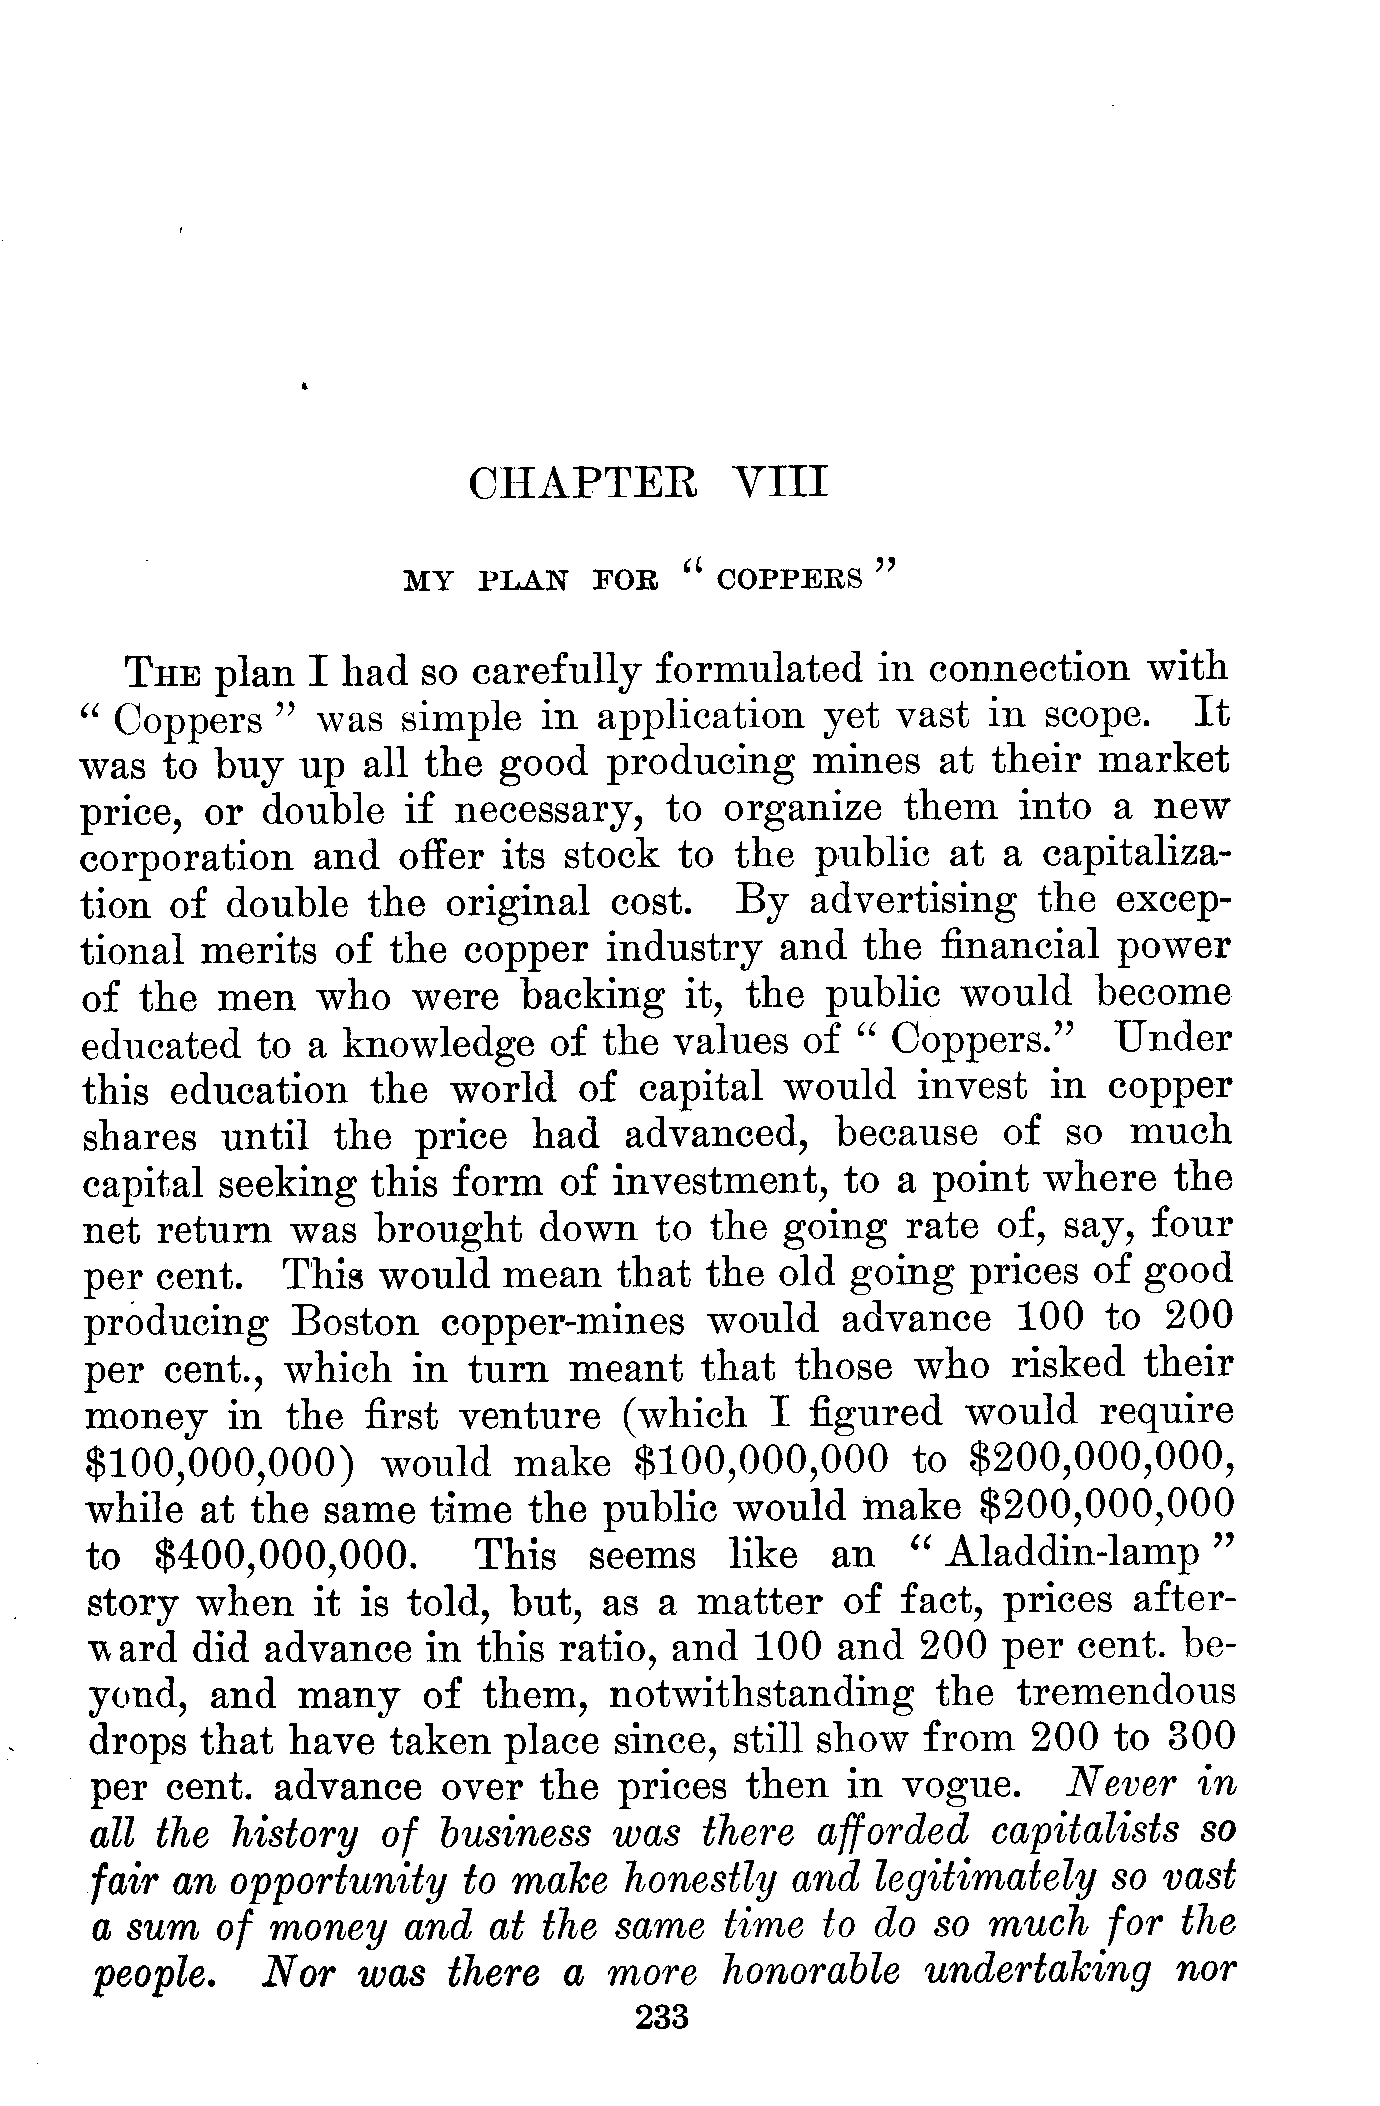 CHAPTER VIII
MY PLAN FOR " COPPERS "
THE plan I had so carefully formulated in connection with
" Coppers " was simple in application yet vast in scope. It
was to buy up all the good producing mines at their market
price, or double if necessary, to organize them into a new
corporation and offer its stock to the public at a capitaliza-
tion of double the original cost. By advertising the excep-
tional merits of the copper industry and the financial power
of the men who were backing it, the public would become
educated to a knowledge of the values of " Coppers." Under
this education the world of capital would invest in copper
shares until the price had advanced, because of so much
capital seeking this form of investment, to a point where the
net return was brought down to the going rate of, say, four
per cent. This would mean that the old going prices of good
producing Boston copper-mines would advance 100 to 200
per cent., which in turn meant that those who risked their
money in the first venture (which I figured would require
$100,000,000) would make $100,000,000 to $200,000,000,
while at the same time the public would make $200,000,000
to $400,000,000. This seems like an " Aladdin-lamp "
story when it is told, but, as a matter of fact, prices after-
ward did advance in this ratio, and 100 and 200 per cent. be-
yond, and many of them, notwithstanding the tremendous
drops that have taken place since, still show from 200 to 300
per cent. advance over the prices then in vogue. Never in
all the history of business was there afforded capitalists so
fair an opportunity to make honestly and legitimately so vast
a sum of money and at the same time to do so much for the
people. Nor was there a more honorable undertaking nor
233